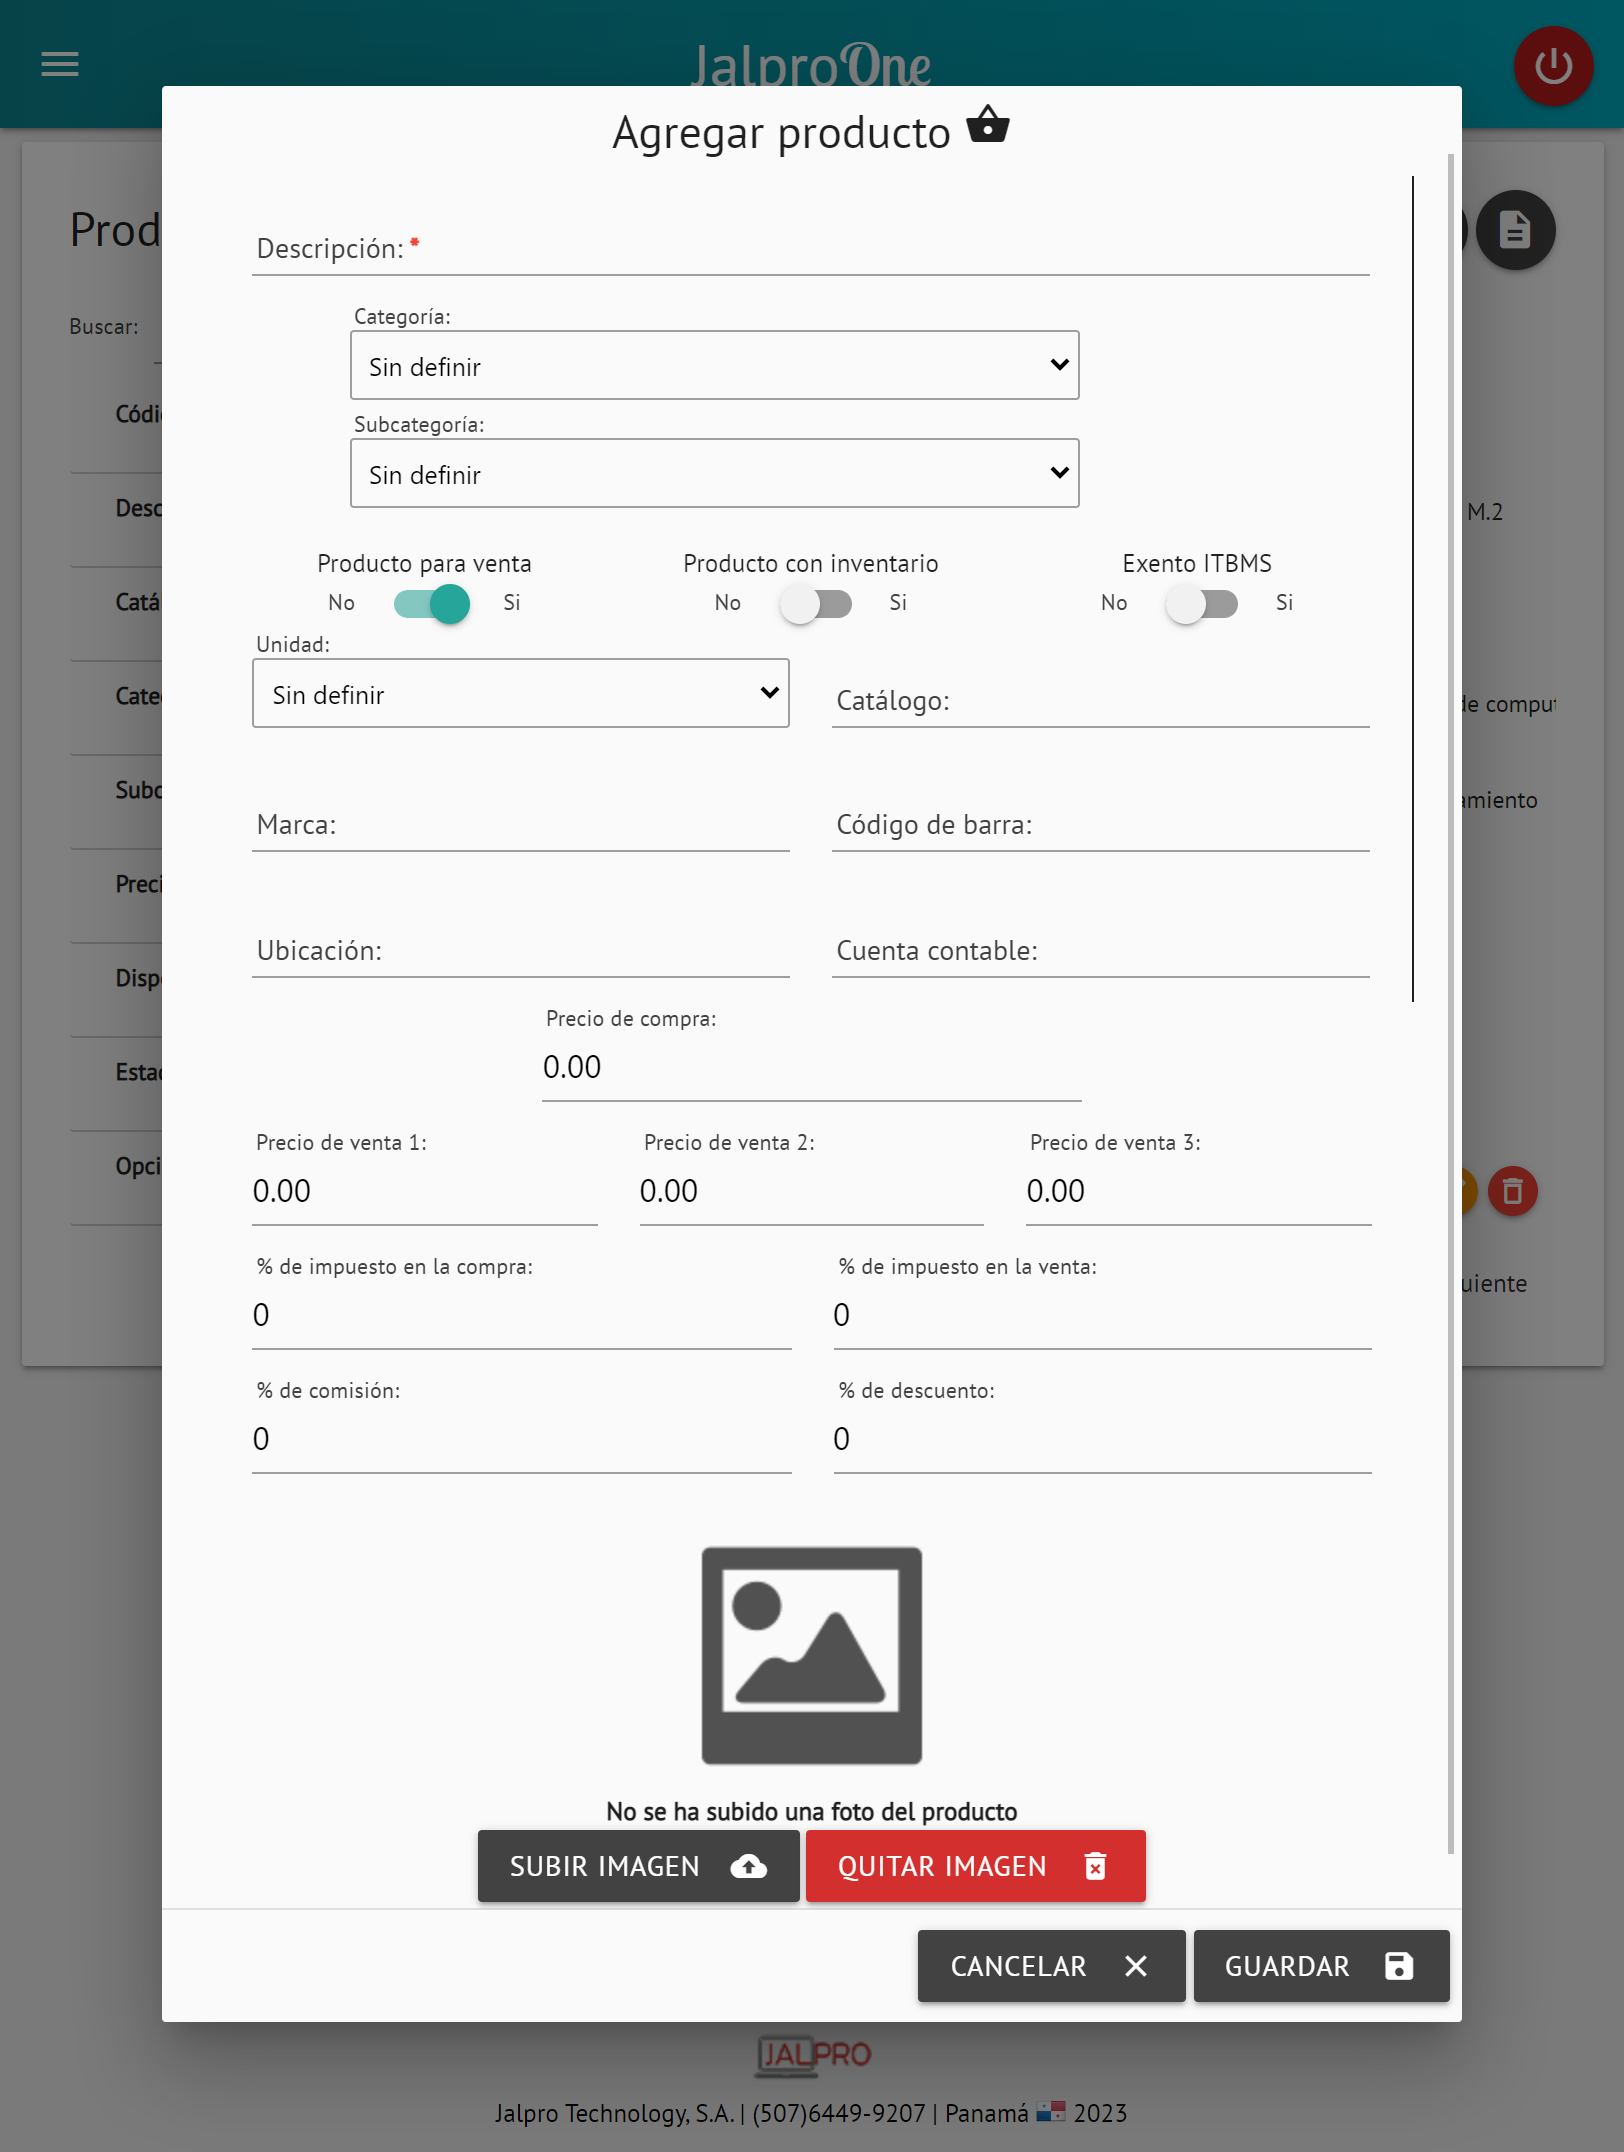 JalproOne
Agregar producto
Prod
Buscar:
Códi
Desc
M.2
Catá
Cate
de comput
Subc
amiento
Preci
Disp
Esta
Opci
uiente
Descripción: *
Categoría:
Sin definir
Subcategoría:
Sin definir
Producto para venta
No Si
Producto con inventario
No Si
Exento ITBMS
No Si
Unidad:
Sin definir
Catálogo:
Marca:
Código de barra:
Ubicación:
Cuenta contable:
Precio de compra:
0.00
Precio de venta 1:
0.00
Precio de venta 2:
0.00
Precio de venta 3:
0.00
% de impuesto en la compra:
0
% de impuesto en la venta:
0
% de comisión:
0
% de descuento:
0
No se ha subido una foto del producto
SUBIR IMAGEN
QUITAR IMAGEN
CANCELAR
GUARDAR
JALPRO
Jalpro Technology, S.A. | (507)6449-9207 | Panamá 🇵🇦 2023